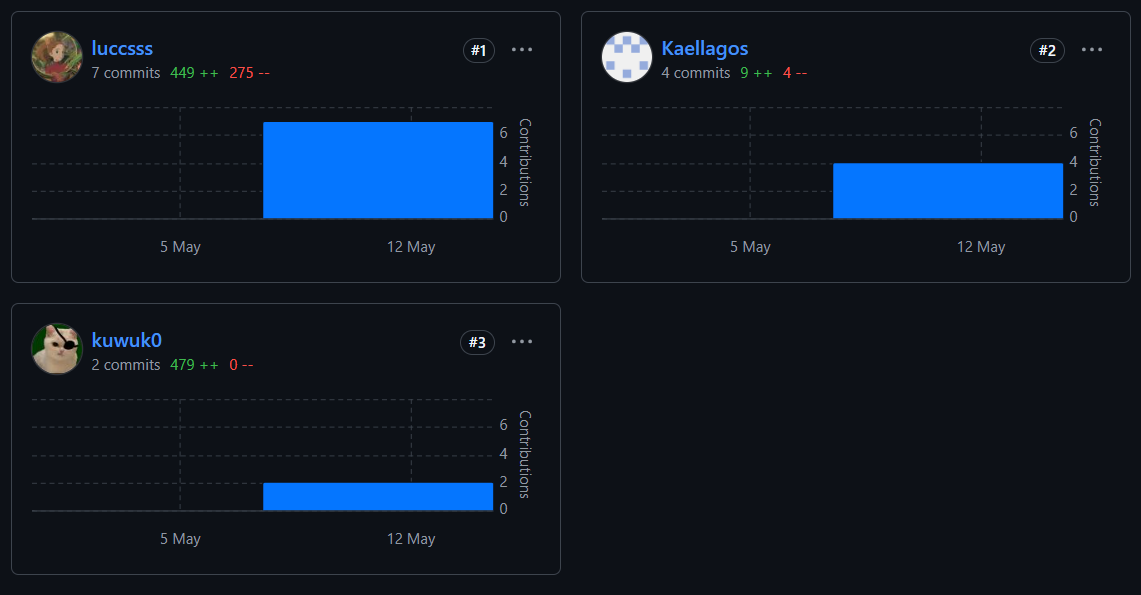 luccsss
#1
7 commits 449 ++ 275 --
6
4
2
0
Contributions
5 May 12 May
Kaellagos
#2
4 commits 9 ++ 4 --
6
4
2
0
Contributions
5 May 12 May
kuwuk0
#3
2 commits 479 ++ 0 --
6
4
2
0
Contributions
5 May 12 May